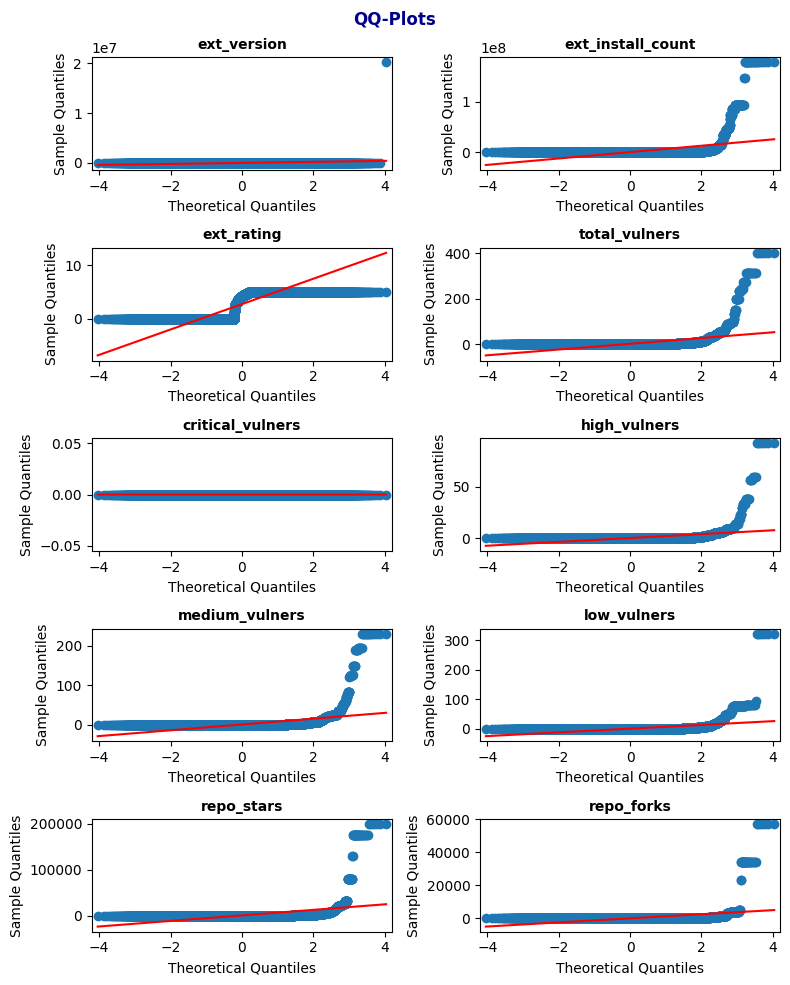 QQ-Plots
ext_version
1e7
Sample Quantiles
2
1
0
−4 −2 0 2 4
Theoretical Quantiles
ext_install_count
1e8
Sample Quantiles
1
0
−4 −2 0 2 4
Theoretical Quantiles
ext_rating
Sample Quantiles
10
0
−4 −2 0 2 4
Theoretical Quantiles
total_vulners
Sample Quantiles
400
200
0
−4 −2 0 2 4
Theoretical Quantiles
critical_vulners
Sample Quantiles
0.05
0.00
−0.05
−4 −2 0 2 4
Theoretical Quantiles
high_vulners
Sample Quantiles
50
0
−4 −2 0 2 4
Theoretical Quantiles
medium_vulners
Sample Quantiles
200
100
0
−4 −2 0 2 4
Theoretical Quantiles
low_vulners
Sample Quantiles
300
200
100
0
−4 −2 0 2 4
Theoretical Quantiles
repo_stars
Sample Quantiles
200000
100000
0
−4 −2 0 2 4
Theoretical Quantiles
repo_forks
Sample Quantiles
60000
40000
20000
0
−4 −2 0 2 4
Theoretical Quantiles